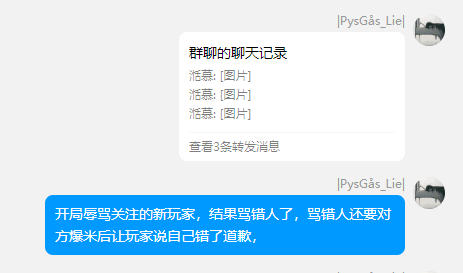 |PysGås_Lie|
群聊的聊天记录
湉慕: [图片]
湉慕: [图片]
湉慕: [图片]
查看3条转发消息
|PysGås_Lie|
开局辱骂关注的新玩家，结果骂错人了，骂错人还要对
方爆米后让玩家说自己错了道歉，